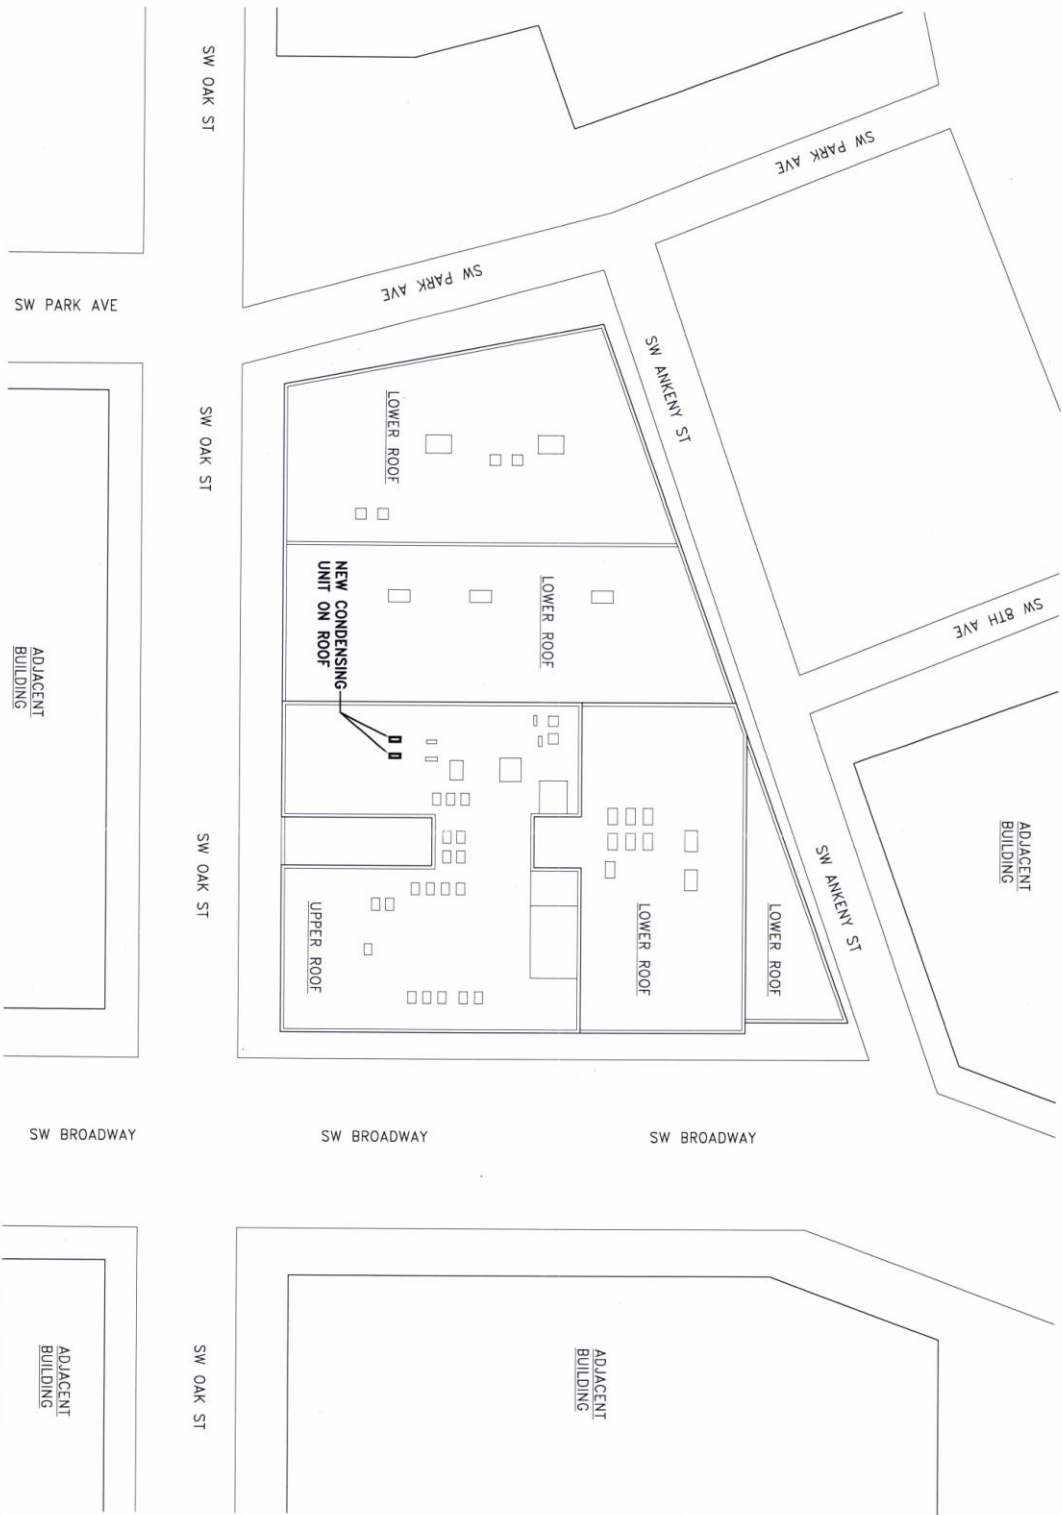 SW OAK ST
SW PARK AVE
SW PARK AVE
SW PARK AVE
SW OAK ST
LOWER ROOF
SW ANKENY ST
NEW CONDENSING
UNIT ON ROOF
LOWER ROOF
SW 8TH AVE
ADJACENT
BUILDING
SW OAK ST
UPPER ROOF
LOWER ROOF
LOWER ROOF
SW ANKENY ST
ADJACENT
BUILDING
SW BROADWAY
SW BROADWAY
SW BROADWAY
ADJACENT
BUILDING
SW OAK ST
ADJACENT
BUILDING